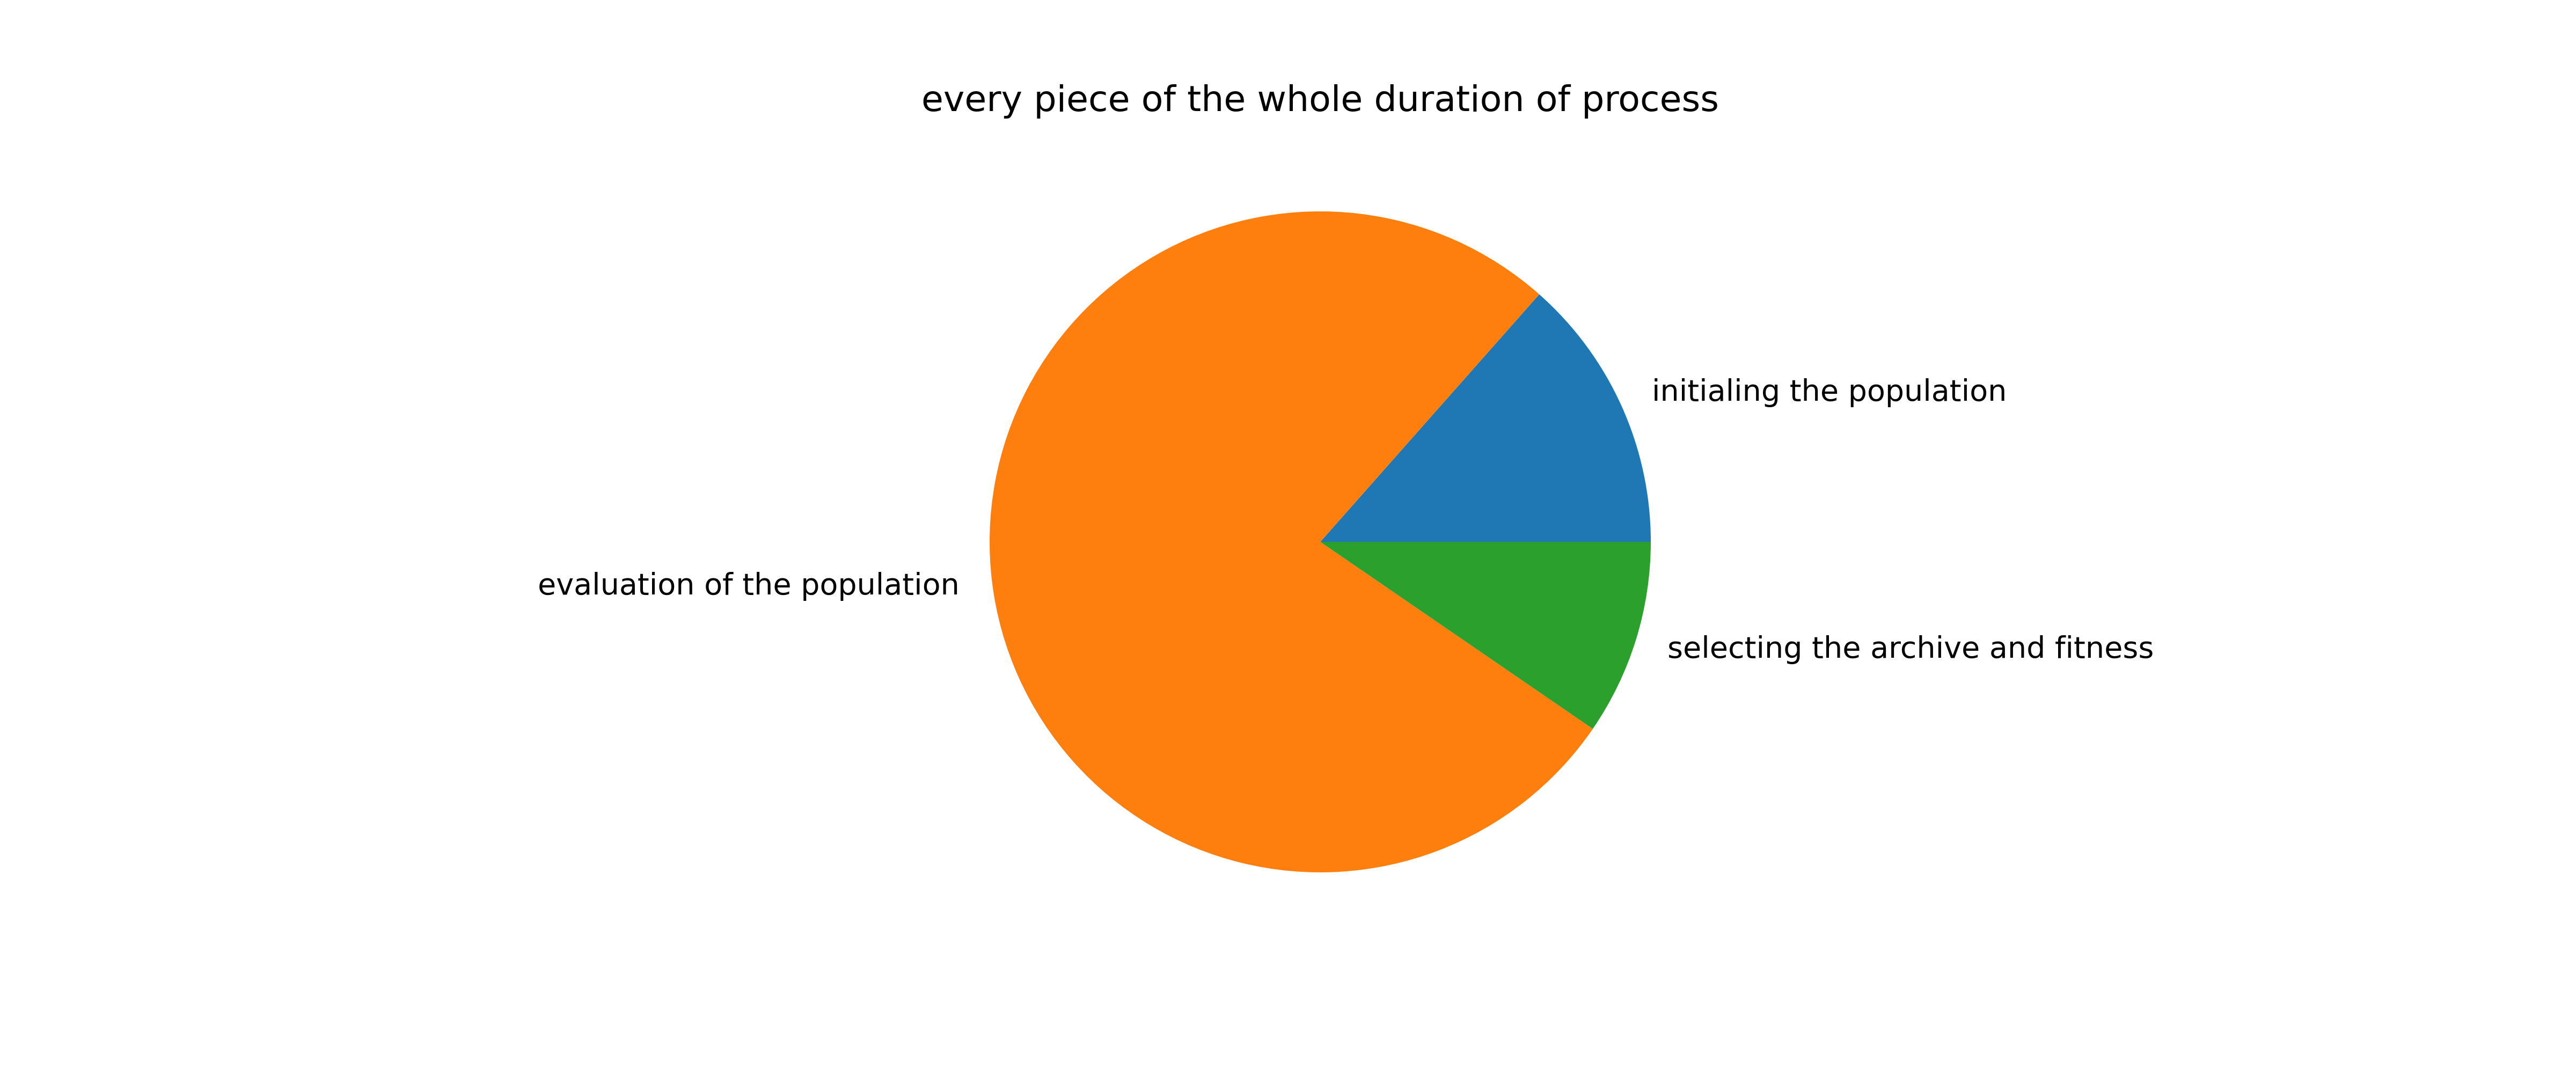 every piece of the whole duration of process
initialing the population
evaluation of the population
selecting the archive and fitness